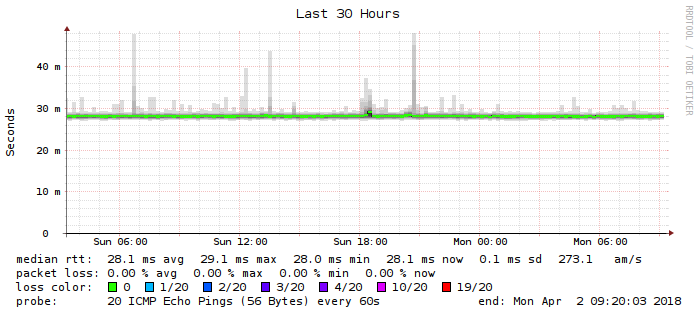 Last 30 Hours
RRDTOOL / TOBI OETIKER
Seconds
40 m
30 m
20 m
10 m
0
Sun 06:00 Sun 12:00 Sun 18:00 Mon 00:00 Mon 06:00
median rtt: 28.1 ms avg 29.1 ms max 28.0 ms min 28.1 ms now 0.1 ms sd 273.1 am/s
packet loss: 0.00 % avg 0.00 % max 0.00 % min 0.00 % now
loss color: 0 1/20 2/20 3/20 4/20 10/20 19/20
probe: 20 ICMP Echo Pings (56 Bytes) every 60s end: Mon Apr 2 09:20:03 2018